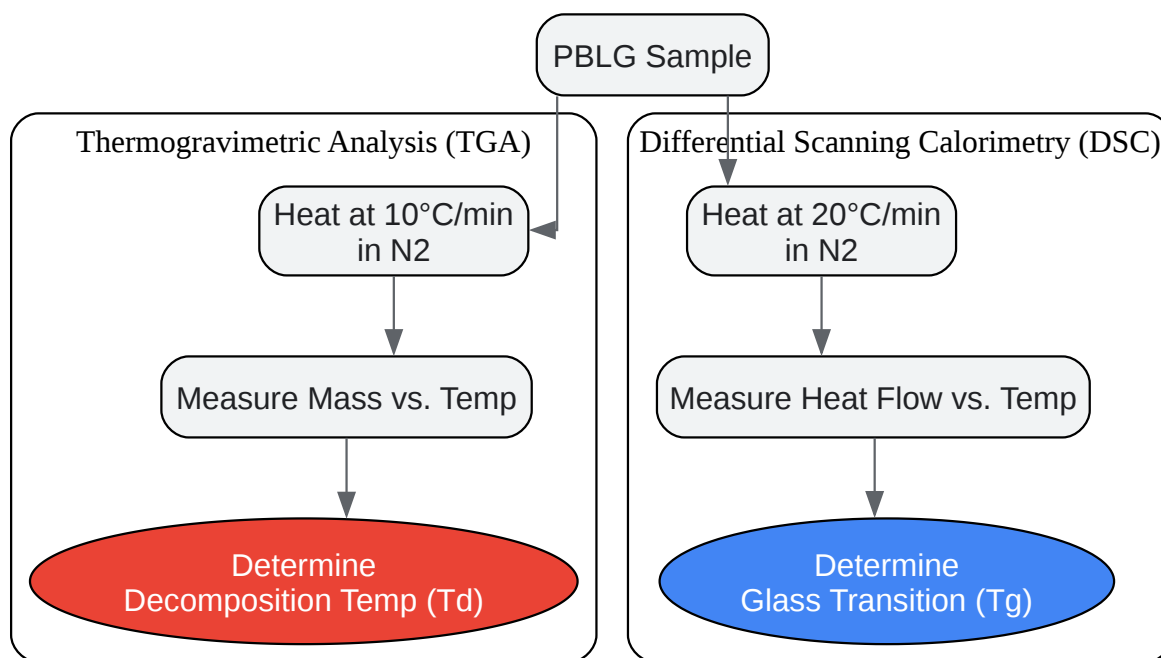 PBLG Sample
Thermogravimetric Analysis (TGA)
Heat at 10°C/min
in N2
Measure Mass vs. Temp
Determine
Decomposition Temp (Td)
Differential Scanning Calorimetry (DSC)
Heat at 20°C/min
in N2
Measure Heat Flow vs. Temp
Determine
Glass Transition (Tg)